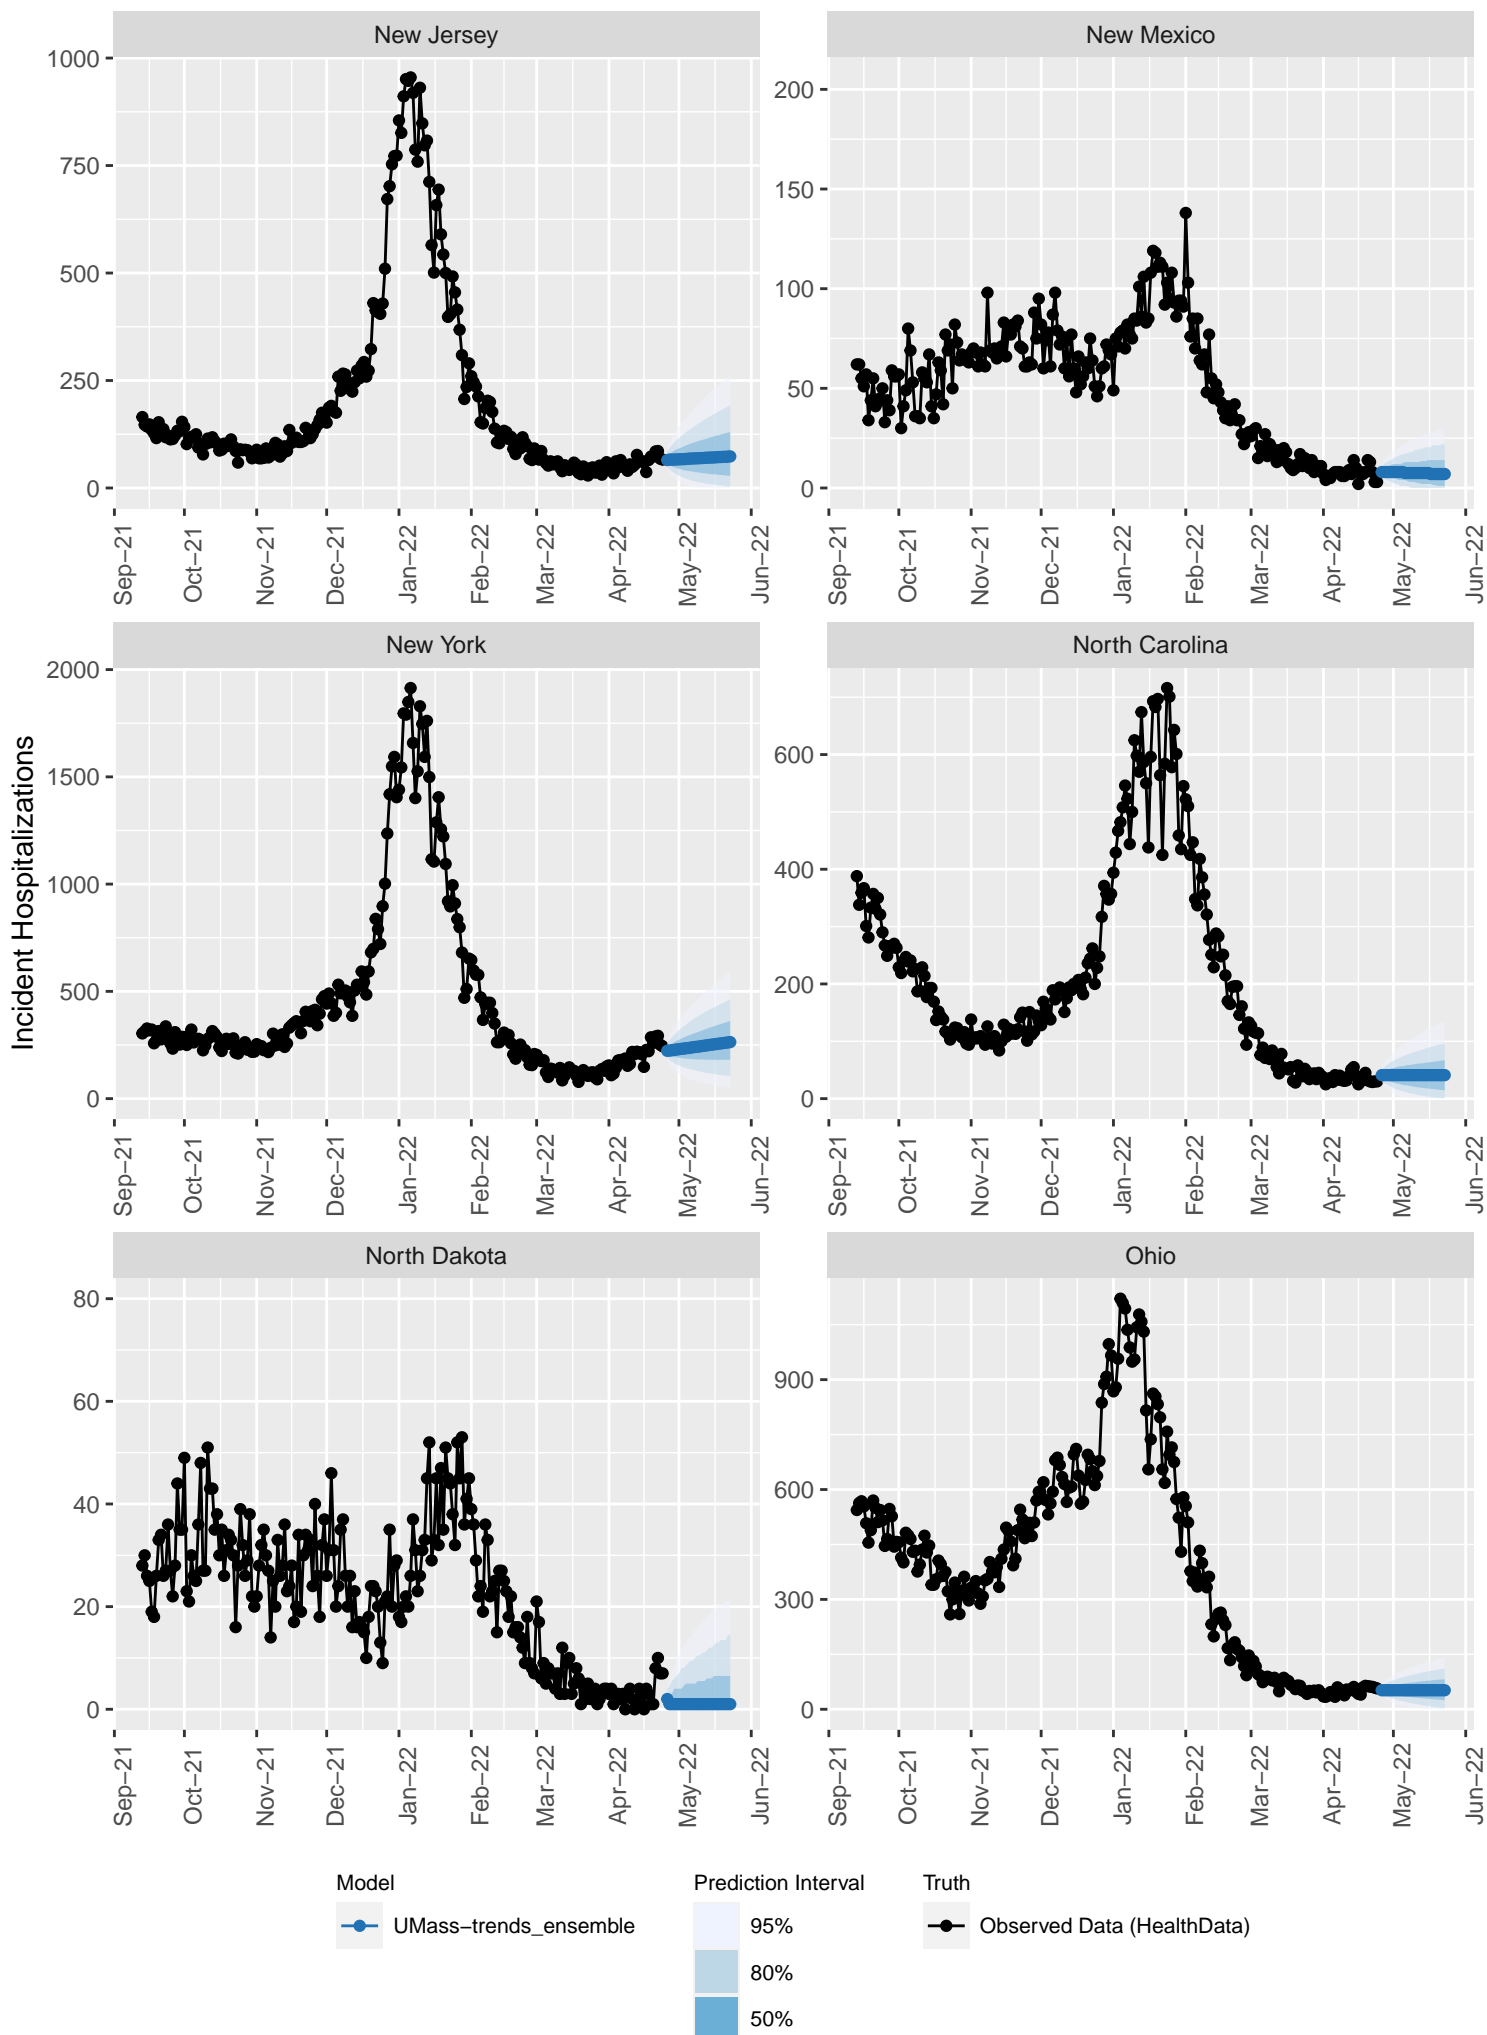 New Jersey
New Mexico
1000
750
500
250
0
200
150
100
50
0
Sep−21
Oct−21
Nov−21
Dec−21
Jan−22
Feb−22
Mar−22
Apr−22
May−22
Jun−22
Sep−21
Oct−21
Nov−21
Dec−21
Jan−22
Feb−22
Mar−22
Apr−22
May−22
Jun−22
Incident Hospitalizations
New York
North Carolina
2000
1500
1000
500
0
600
400
200
0
Sep−21
Oct−21
Nov−21
Dec−21
Jan−22
Feb−22
Mar−22
Apr−22
May−22
Jun−22
Sep−21
Oct−21
Nov−21
Dec−21
Jan−22
Feb−22
Mar−22
Apr−22
May−22
Jun−22
North Dakota
Ohio
80
60
40
20
0
900
600
300
0
Sep−21
Oct−21
Nov−21
Dec−21
Jan−22
Feb−22
Mar−22
Apr−22
May−22
Jun−22
Sep−21
Oct−21
Nov−21
Dec−21
Jan−22
Feb−22
Mar−22
Apr−22
May−22
Jun−22
Model
UMass−trends_ensemble
Prediction Interval
95%
80%
50%
Truth
Observed Data (HealthData)